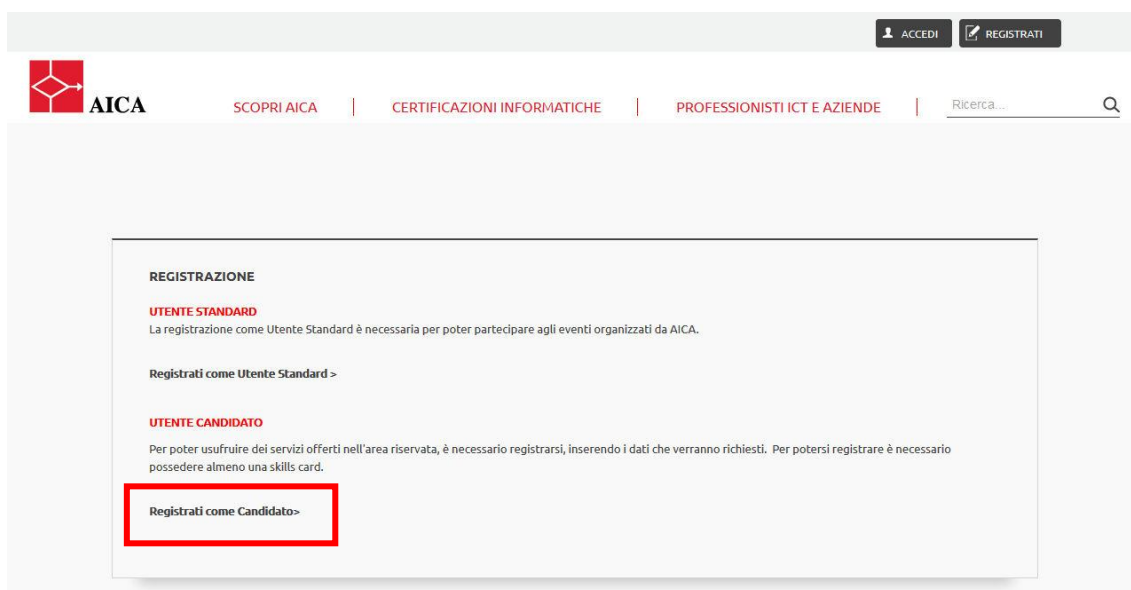 ACCEDI REGISTRATI
AICA SCOPRI AICA CERTIFICAZIONI INFORMATICHE PROFESSIONISTI ICT E AZIENDE Ricerca...
REGISTRAZIONE
UTENTE STANDARD
La registrazione come Utente Standard è necessaria per poter partecipare agli eventi organizzati da AICA.
Registrati come Utente Standard >
UTENTE CANDIDATO
Per poter usufruire dei servizi offerti nell'area riservata, è necessario registrarsi, inserendo i dati che verranno richiesti. Per potersi registrare è necessario
possedere almeno una skills card.
Registrati come Candidato>